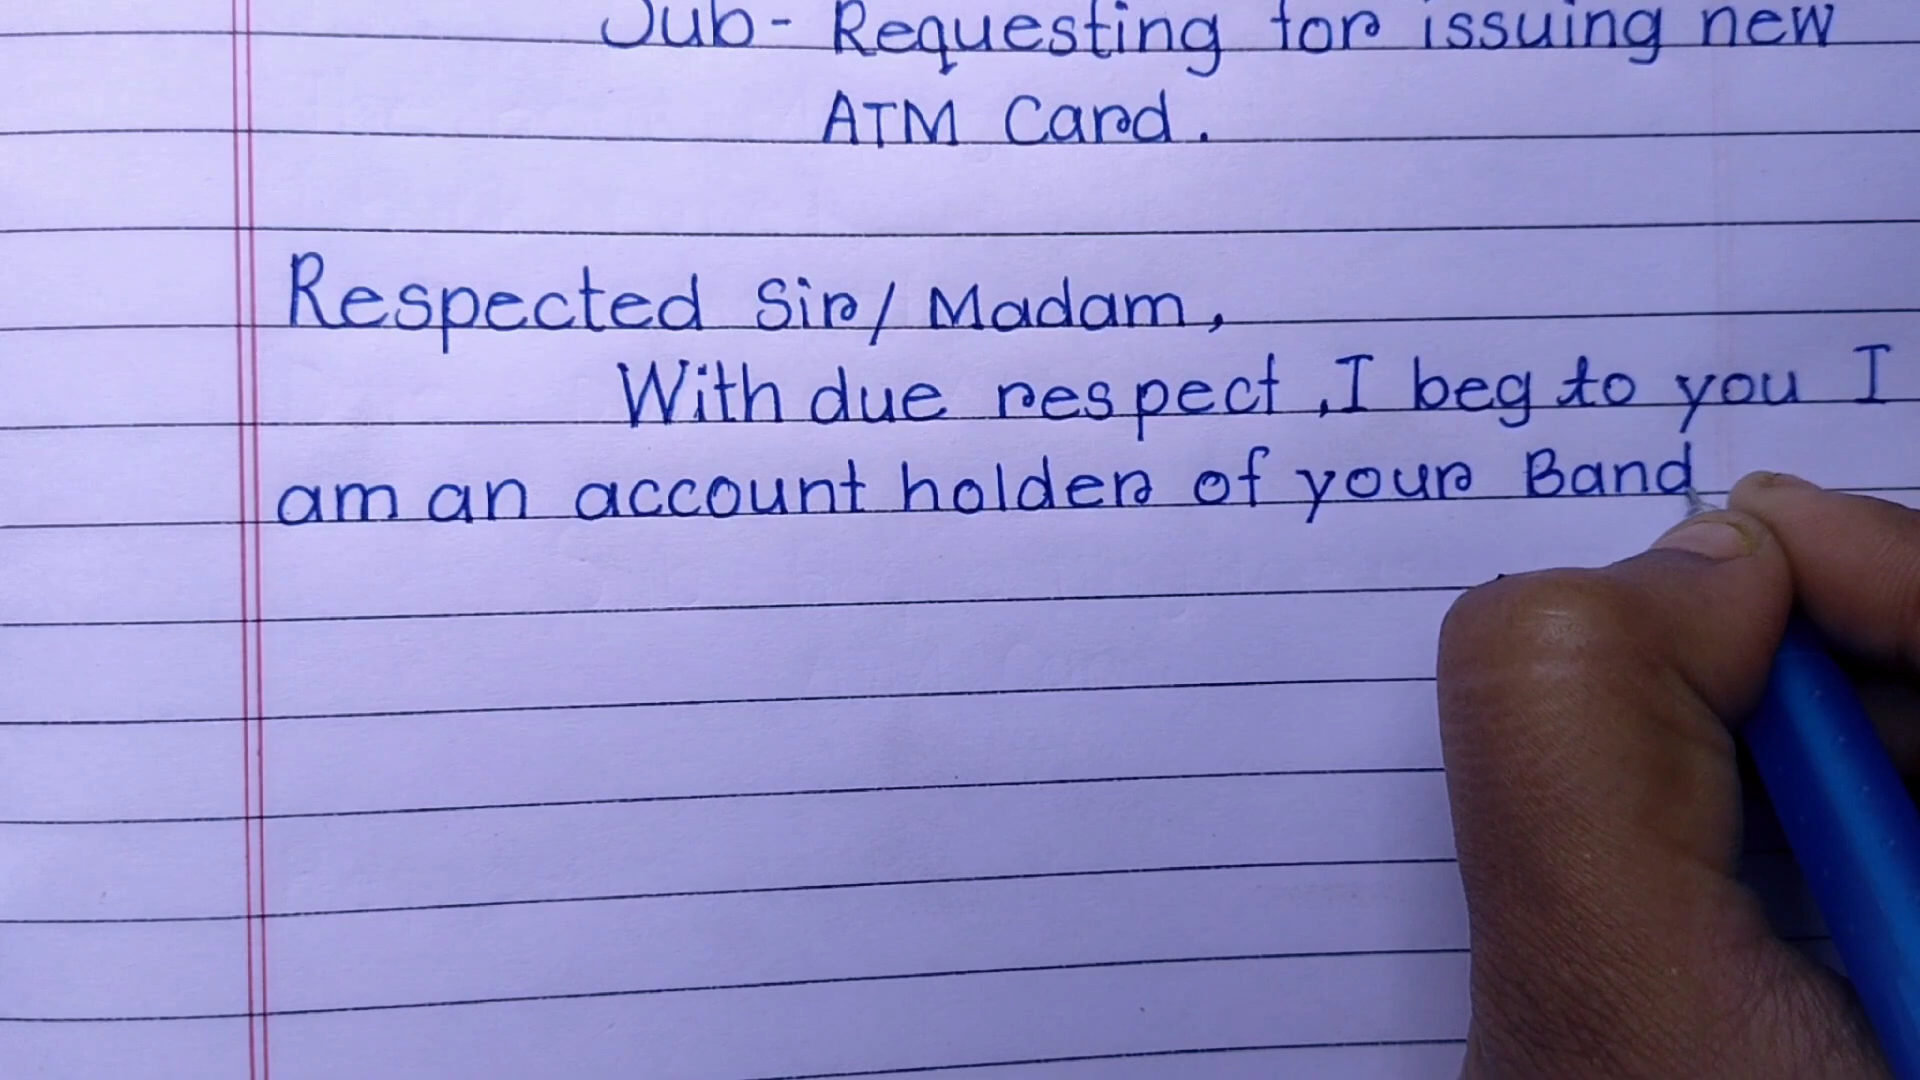 Sub- Requesting for issuing new
ATM Card.
Respected Sir/Madam,
With due respect, I beg to you I
am an account holder of your Band